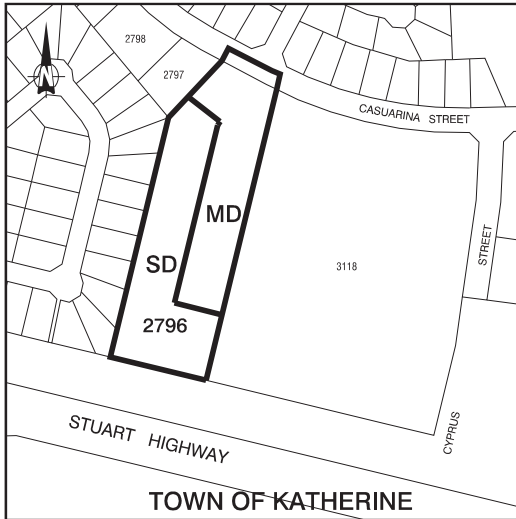 2798
2797
N
CASUARINA STREET
MD
STREET
SD
3118
2796
CYPRUS
STUART HIGHWAY
TOWN OF KATHERINE